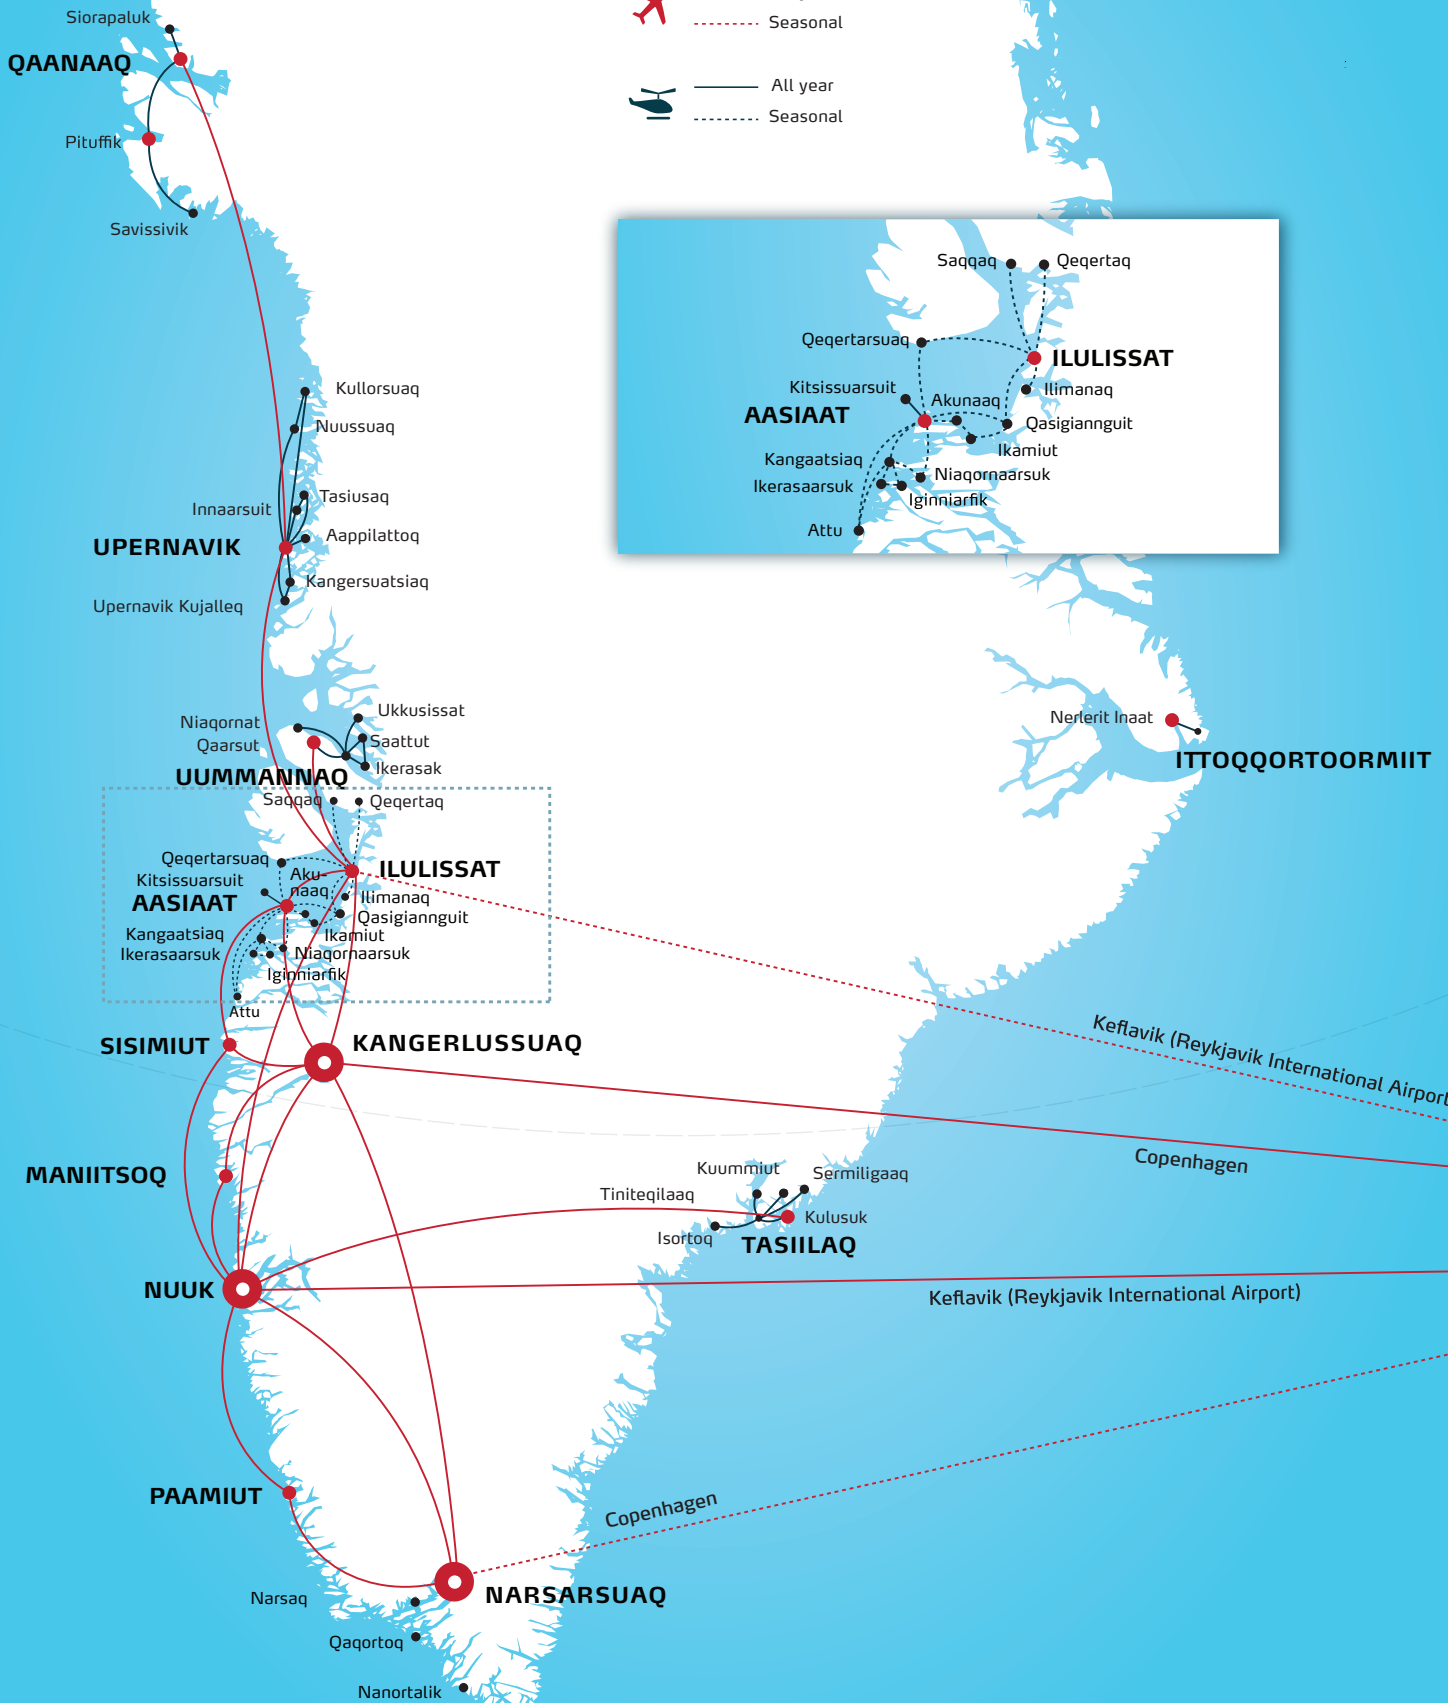 Siorapaluk
Seasonal
QAANAAQ
All year
Seasonal
Pituffik
Savissivik
Saqqaq
Qeqertaq
Qeqertarsuaq
ILULISSAT
Kitsissuarsuit
Ilimanaq
Akunaaq
AASIAAT
Qasigiannguit
Ikamiut
Kangaatsiaq
Niaqornaarsuk
Ikerasaarsuk
Iginniarfik
Attu
Kullorsuaq
Nuussuaq
Tasiusaq
Innaarsuit
Aappilattoq
UPERNAVIK
Kangersuatsiaq
Upernavik Kujalleq
Ukkusissat
Niaqornat
Qaarsut
Saattut
Ikerasak
UUMMANNAQ
Nerlerit Inaat
ITTOQQORTOORMIIT
Saqqaq
Qeqertaq
Qeqertarsuaq
ILULISSAT
Aku-
naaq
Kitsissuarsuit
AASIAAT
Ilimanaq
Qasigiannguit
Kangaatsiaq
Ikamiut
Ikerasaarsuk
Niaqornaarsuk
Iginniarfik
Attu
SISIMIUT
KANGERLUSSUAQ
Keflavik (Reykjavik International Airport
Copenhagen
MANIITSOQ
Kuummiut
Sermiligaaq
Tiniteqilaaq
Kulusuk
Isortoq
TASIILAQ
NUUK
Keflavik (Reykjavik International Airport)
PAAMIUT
Copenhagen
NARSARSUAQ
Narsaq
Qaqortoq
Nanortalik